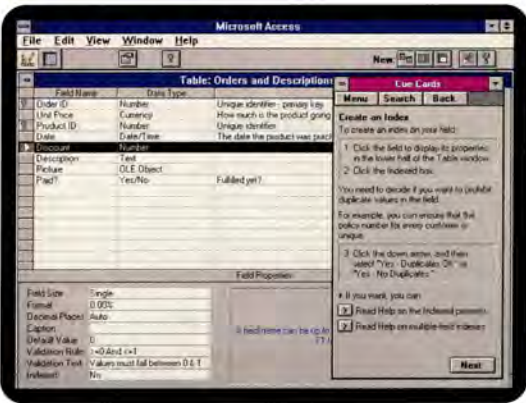 Microsoft Access
File Edit View Window Help
New:
Table: Orders and Descriptions
Field Name Data Type
Order ID Number Unique identifier - primary key
Unit Price Currency How much is the product going
Product ID Number Unique identifier
Date Date/Time The date the product was purch
Discount Number
Description Text
Picture OLE Object
Paid? Yes/No Fulfilled yet?
Field Properties
Field Size Single
Format 0.00%
Decimal Places Auto
Caption
Default Value 0
Validation Rule >=0 And <=1
Validation Text Values must fall between 0 & 1
Indexed No
A field name can be up to
Cue Cards
Menu Search Back
Create an Index
To create an index on your field:
1 Click the field to display its properties
in the lower half of the Table window.
2 Click the Indexed box.
You need to decide if you want to prohibit
duplicate values in the field.
For example, you can ensure that the
policy number for every customer is
unique.
3 Click the down arrow, and then
select "Yes - Duplicates OK" or
"Yes - No Duplicates."
If you want, you can:
> Read Help on the Indexed property
> Read Help on multiple-field indexes
Next